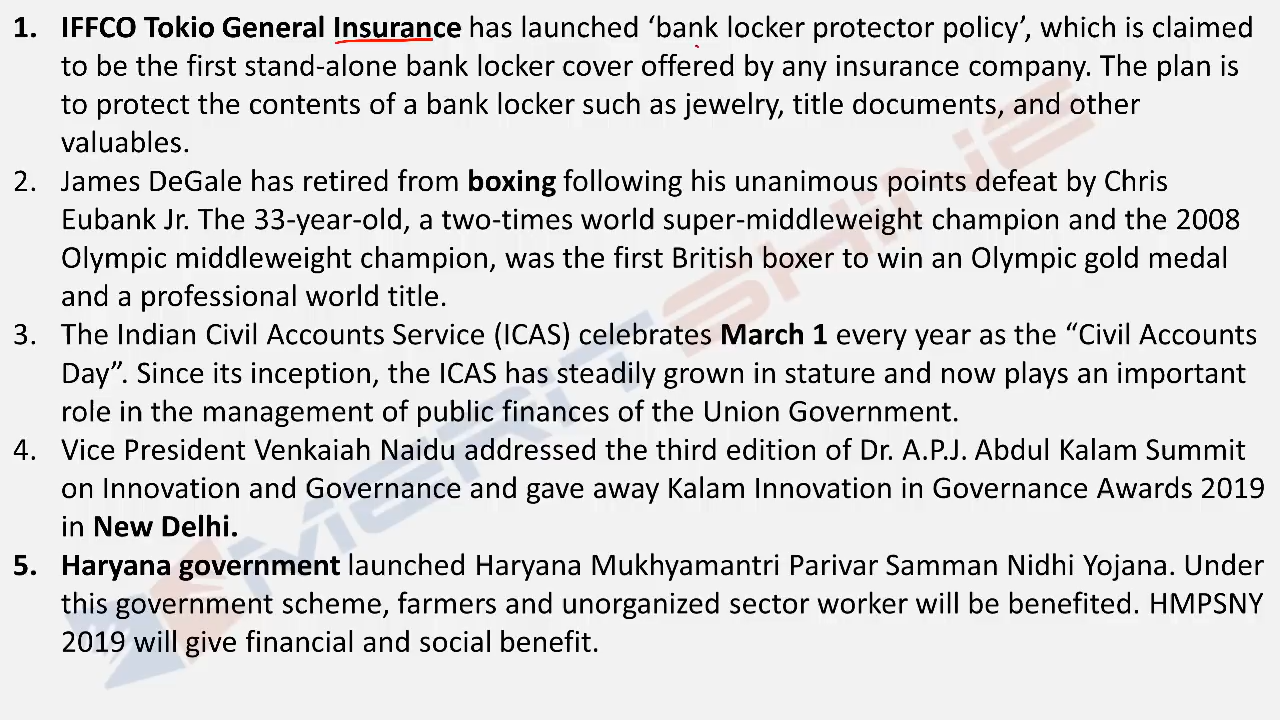 1. IFFCO Tokio General Insurance has launched ‘bank locker protector policy’, which is claimed
to be the first stand-alone bank locker cover offered by any insurance company. The plan is
to protect the contents of a bank locker such as jewelry, title documents, and other
valuables.
2. James DeGale has retired from boxing following his unanimous points defeat by Chris
Eubank Jr. The 33-year-old, a two-times world super-middleweight champion and the 2008
Olympic middleweight champion, was the first British boxer to win an Olympic gold medal
and a professional world title.
3. The Indian Civil Accounts Service (ICAS) celebrates March 1 every year as the “Civil Accounts
Day”. Since its inception, the ICAS has steadily grown in stature and now plays an important
role in the management of public finances of the Union Government.
4. Vice President Venkaiah Naidu addressed the third edition of Dr. A.P.J. Abdul Kalam Summit
on Innovation and Governance and gave away Kalam Innovation in Governance Awards 2019
in New Delhi.
5. Haryana government launched Haryana Mukhyamantri Parivar Samman Nidhi Yojana. Under
this government scheme, farmers and unorganized sector worker will be benefited. HMPSNY
2019 will give financial and social benefit.
MERITSHINE